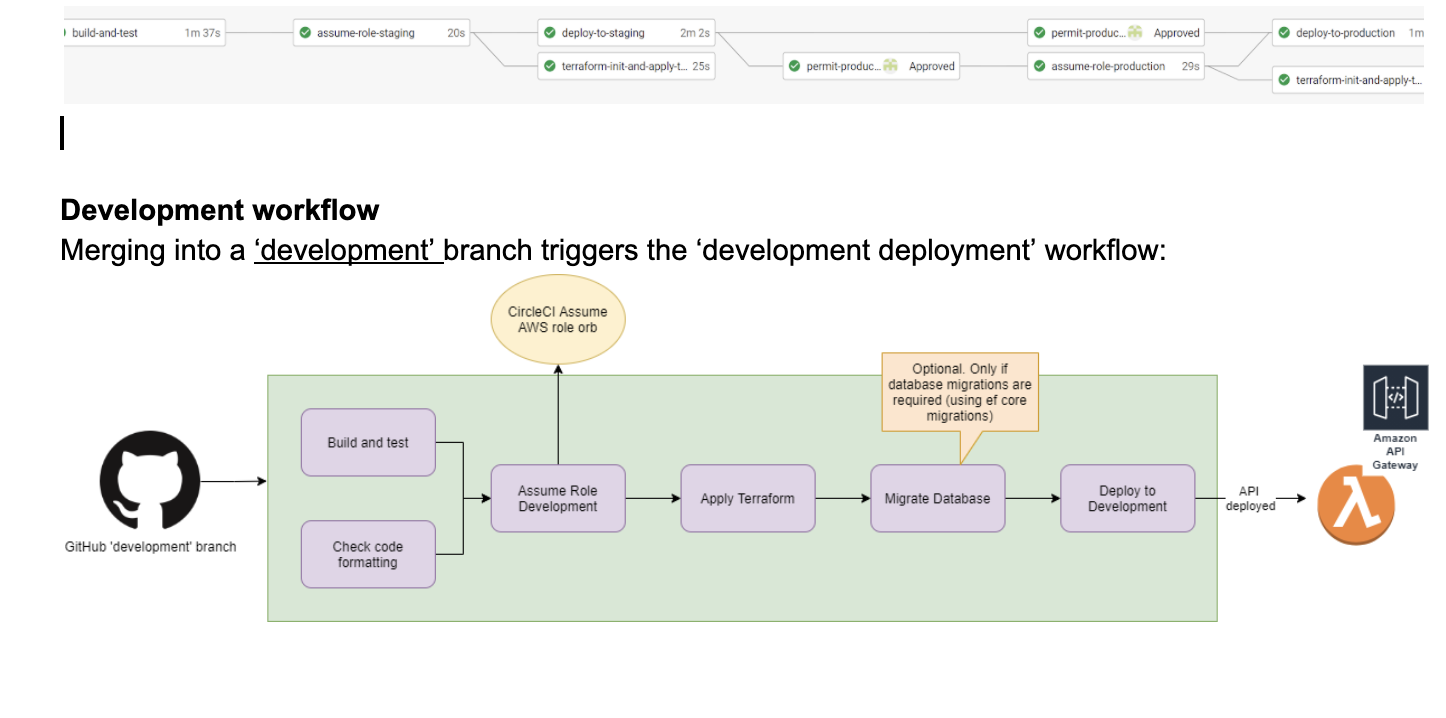 build-and-test 1m 37s
assume-role-staging 20s
deploy-to-staging 2m 2s
terraform-init-and-apply-t... 25s
permit-produc... Approved
permit-produc... Approved
assume-role-production 29s
deploy-to-production 1m
terraform-init-and-apply-t...
Development workflow
Merging into a ‘development’ branch triggers the ‘development deployment’ workflow:
CircleCI Assume
AWS role orb
Optional. Only if
database migrations are
required (using ef core
migrations)
Build and test
Check code
formatting
Assume Role
Development
Apply Terraform
Migrate Database
Deploy to
Development
API
deployed
Amazon
API
Gateway
GitHub 'development' branch